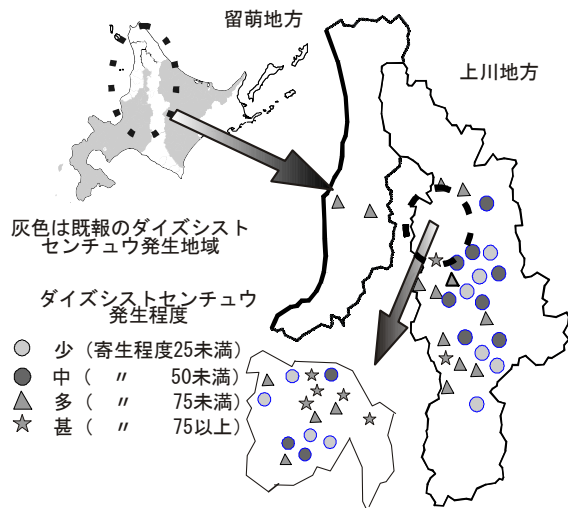 留萌地方
上川地方
灰色は既報のダイズシスト
センチュウ発生地域
ダイズシストセンチュウ
発生程度
少（寄生程度25未満）
中（　〃　50未満）
多（　〃　75未満）
甚（　〃　75以上）